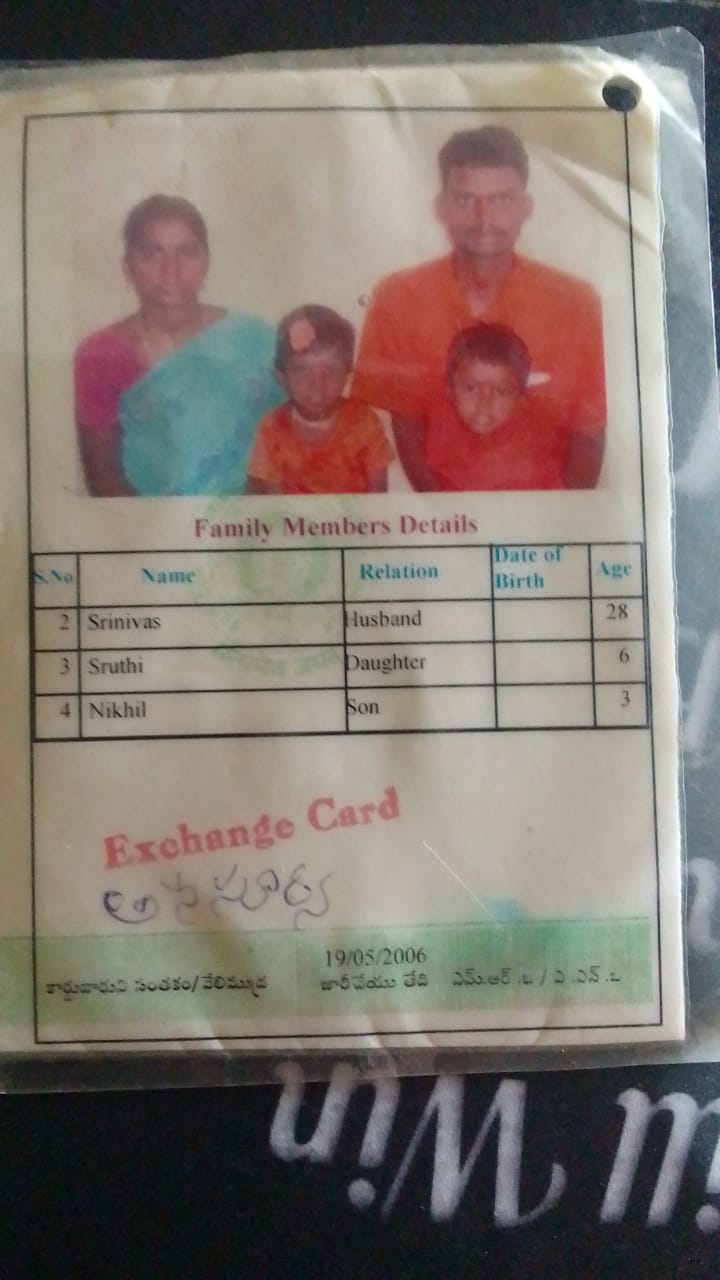 Family Members Details
S.No Name Relation Date of Birth Age
2 Srinivas Husband 28
3 Sruthi Daughter 6
4 Nikhil Son 3
Exchange Card
అనసూర్య
19/05/2006
కార్డుదారుని సంతకం/వేలిముద్ర జారీచేయు తేది ఎమ్.ఆర్.ఒ / ఎ.ఎస్.ఒ
Win